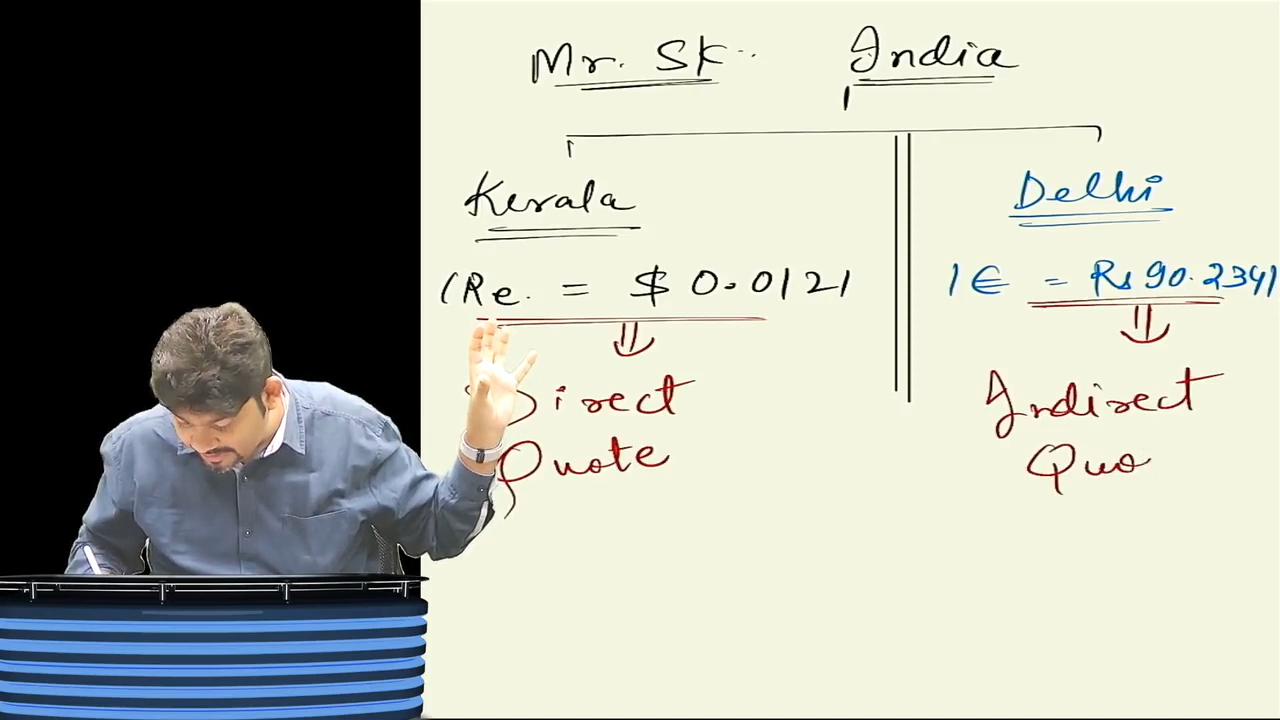 Mr. SK.. India
Kerala
1Re. = $ 0.0121
Direct
Quote
Delhi
1€ = Rs 90.2341
Indirect
Quo